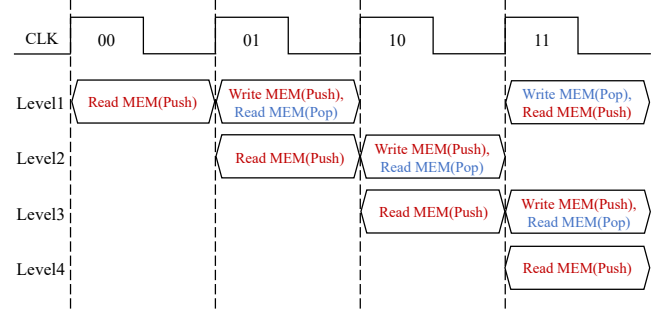 CLK 00 01 10 11
Level1 Read MEM(Push) Write MEM(Push), Write MEM(Pop),
Read MEM(Pop) Read MEM(Push)
Level2 Read MEM(Push) Write MEM(Push),
Read MEM(Pop)
Level3 Read MEM(Push) Write MEM(Push),
Read MEM(Pop)
Level4 Read MEM(Push)